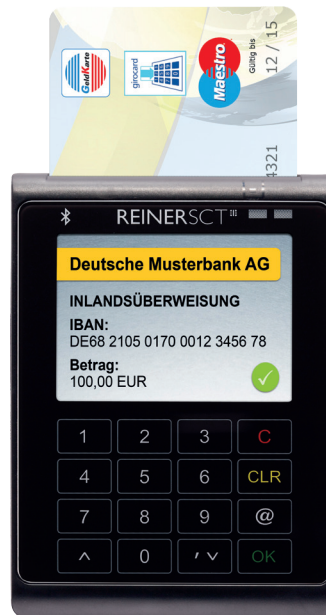 GeldKarte
girocard
Maestro
Gültig bis
12 / 15
4321
REINERSCT
Deutsche Musterbank AG
INLANDSÜBERWEISUNG
IBAN:
DE68 2105 0170 0012 3456 78
Betrag:
100,00 EUR
1 2 3 C
4 5 6 CLR
7 8 9 @
0 OK